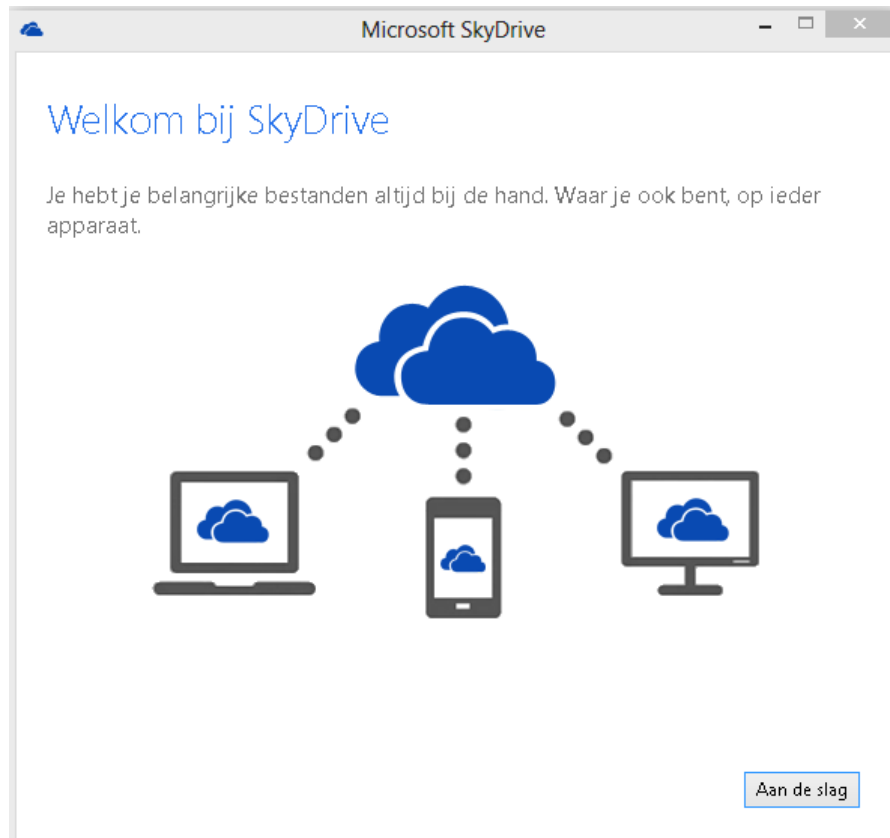 Microsoft SkyDrive
Welkom bij SkyDrive
Je hebt je belangrijke bestanden altijd bij de hand. Waar je ook bent, op ieder
apparaat.
Aan de slag